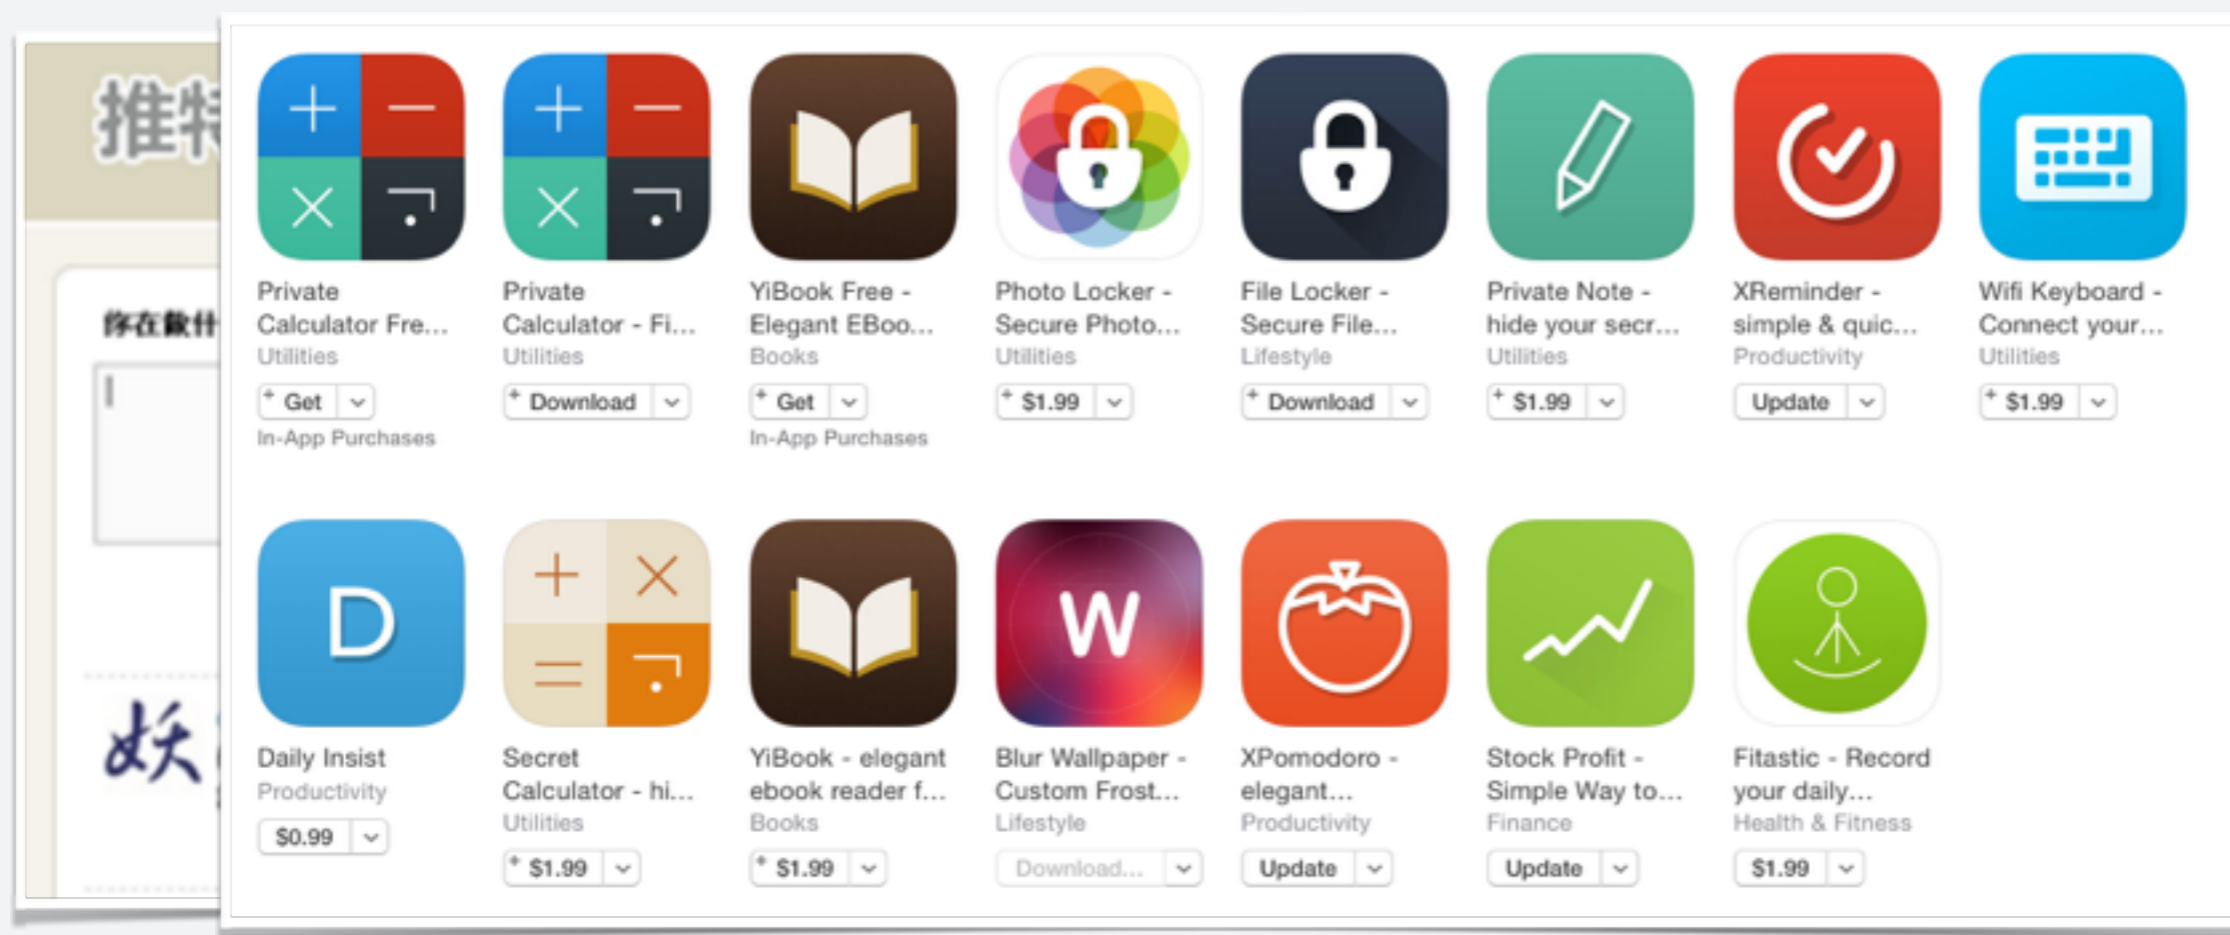 推特
你在做什
妖
Private
Calculator Fre...
Utilities
+ Get
In-App Purchases
Private
Calculator - Fi...
Utilities
+ Download
YiBook Free -
Elegant EBoo...
Books
+ Get
In-App Purchases
Photo Locker -
Secure Photo...
Utilities
+ $1.99
File Locker -
Secure File...
Lifestyle
+ Download
Private Note -
hide your secr...
Utilities
+ $1.99
XReminder -
simple & quic...
Productivity
Update
Wifi Keyboard -
Connect your...
Utilities
+ $1.99
D
Daily Insist
Productivity
$0.99
Secret
Calculator - hi...
Utilities
+ $1.99
YiBook - elegant
ebook reader f...
Books
+ $1.99
W
Blur Wallpaper -
Custom Frost...
Lifestyle
Download...
XPomodoro -
elegant...
Productivity
Update
Stock Profit -
Simple Way to...
Finance
Update
Fitastic - Record
your daily...
Health & Fitness
$1.99